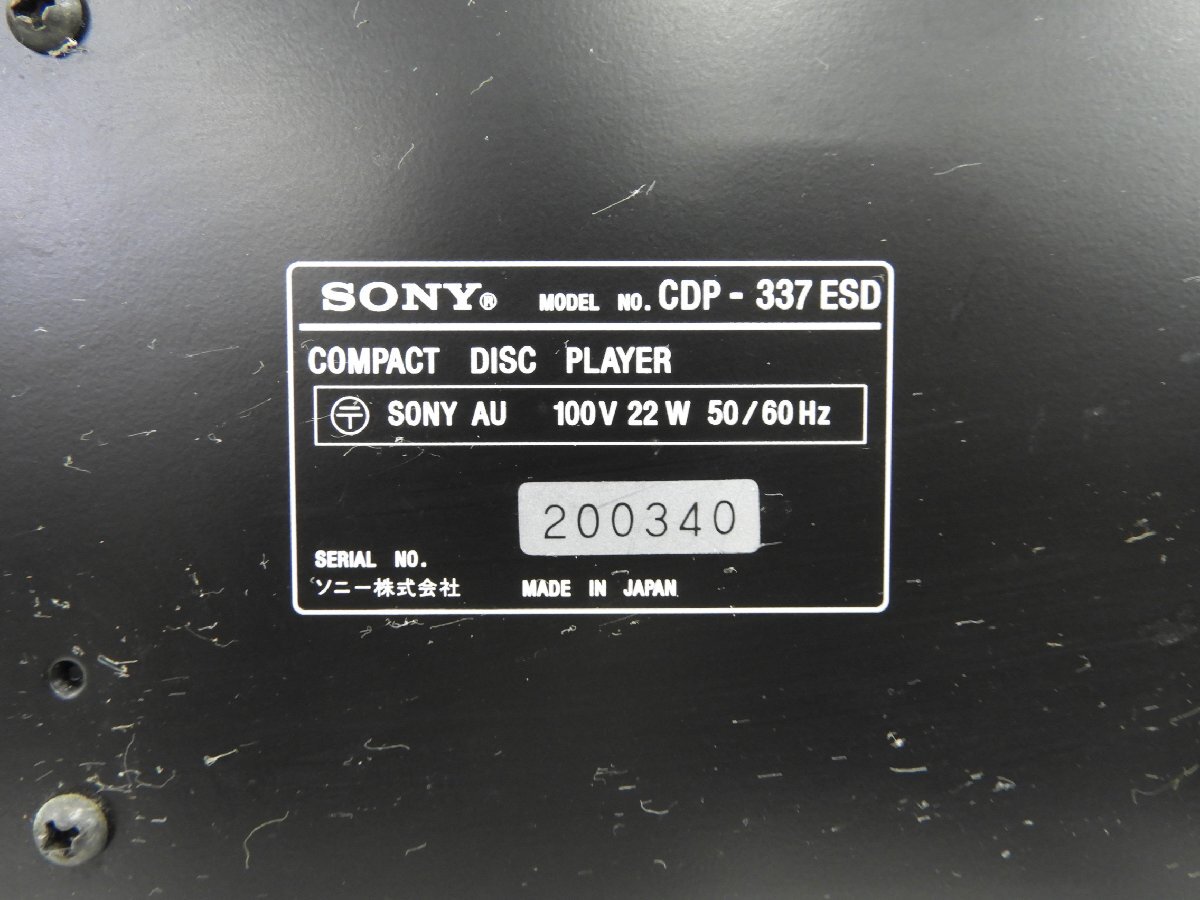 SONY® MODEL NO. CDP - 337 ESD
COMPACT DISC PLAYER
〒 SONY AU 100V 22W 50/60Hz
200340
SERIAL NO.
ソニー株式会社 MADE IN JAPAN